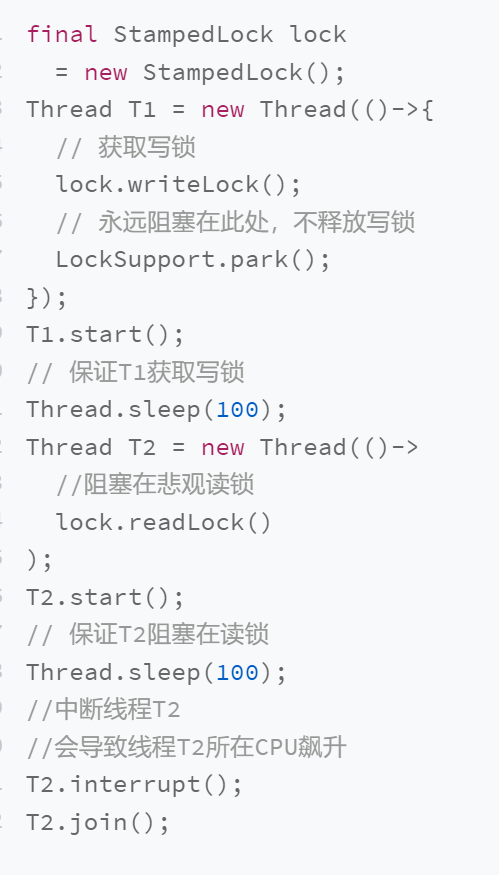 final StampedLock lock
  = new StampedLock();
Thread T1 = new Thread(()->{
  // 获取写锁
  lock.writeLock();
  // 永远阻塞在此处，不释放写锁
  LockSupport.park();
});
T1.start();
// 保证T1获取写锁
Thread.sleep(100);
Thread T2 = new Thread(()->
  //阻塞在悲观读锁
  lock.readLock()
);
T2.start();
// 保证T2阻塞在读锁
Thread.sleep(100);
//中断线程T2
//会导致线程T2所在CPU飙升
T2.interrupt();
T2.join();